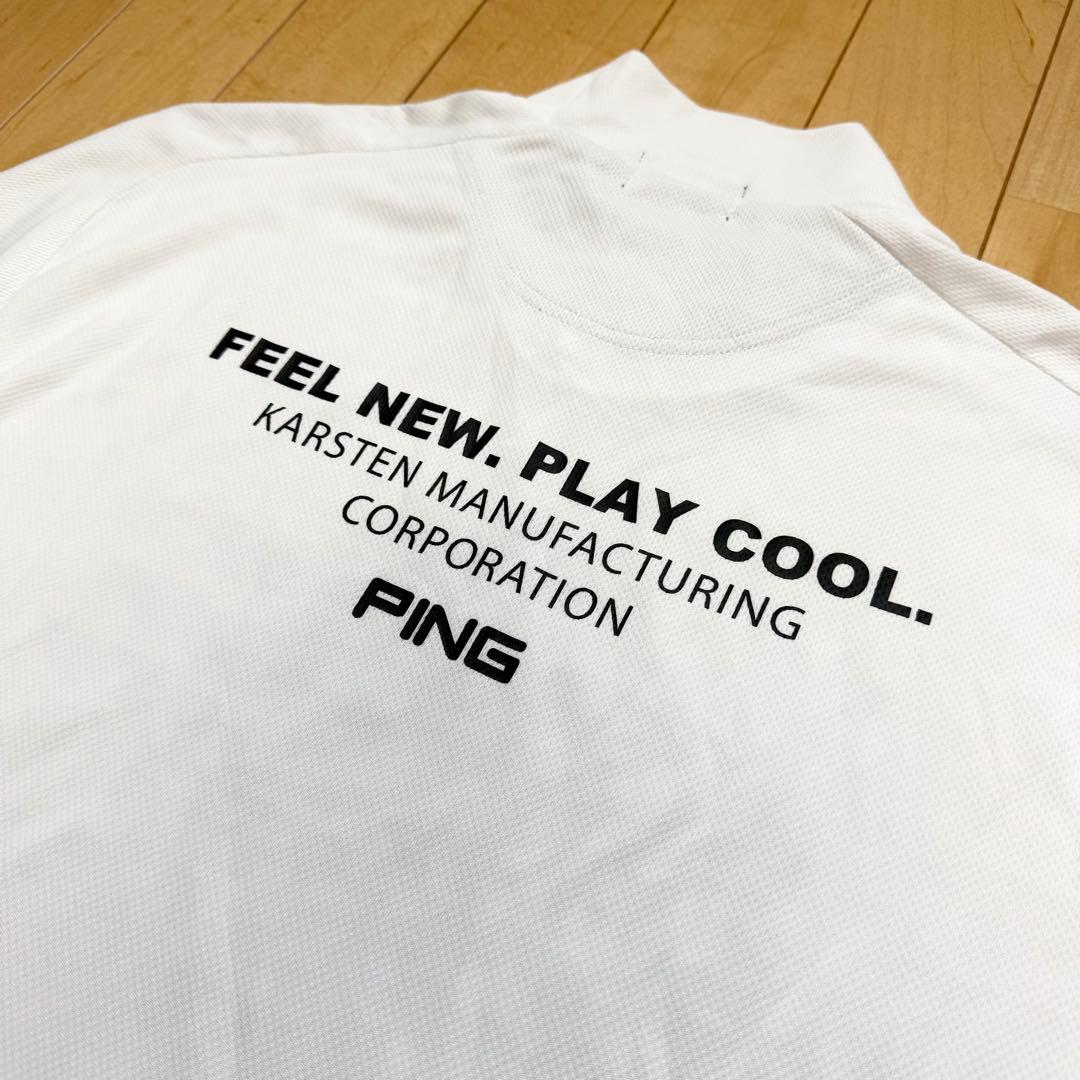 FEEL NEW. PLAY COOL.
KARSTEN MANUFACTURING
CORPORATION
PING